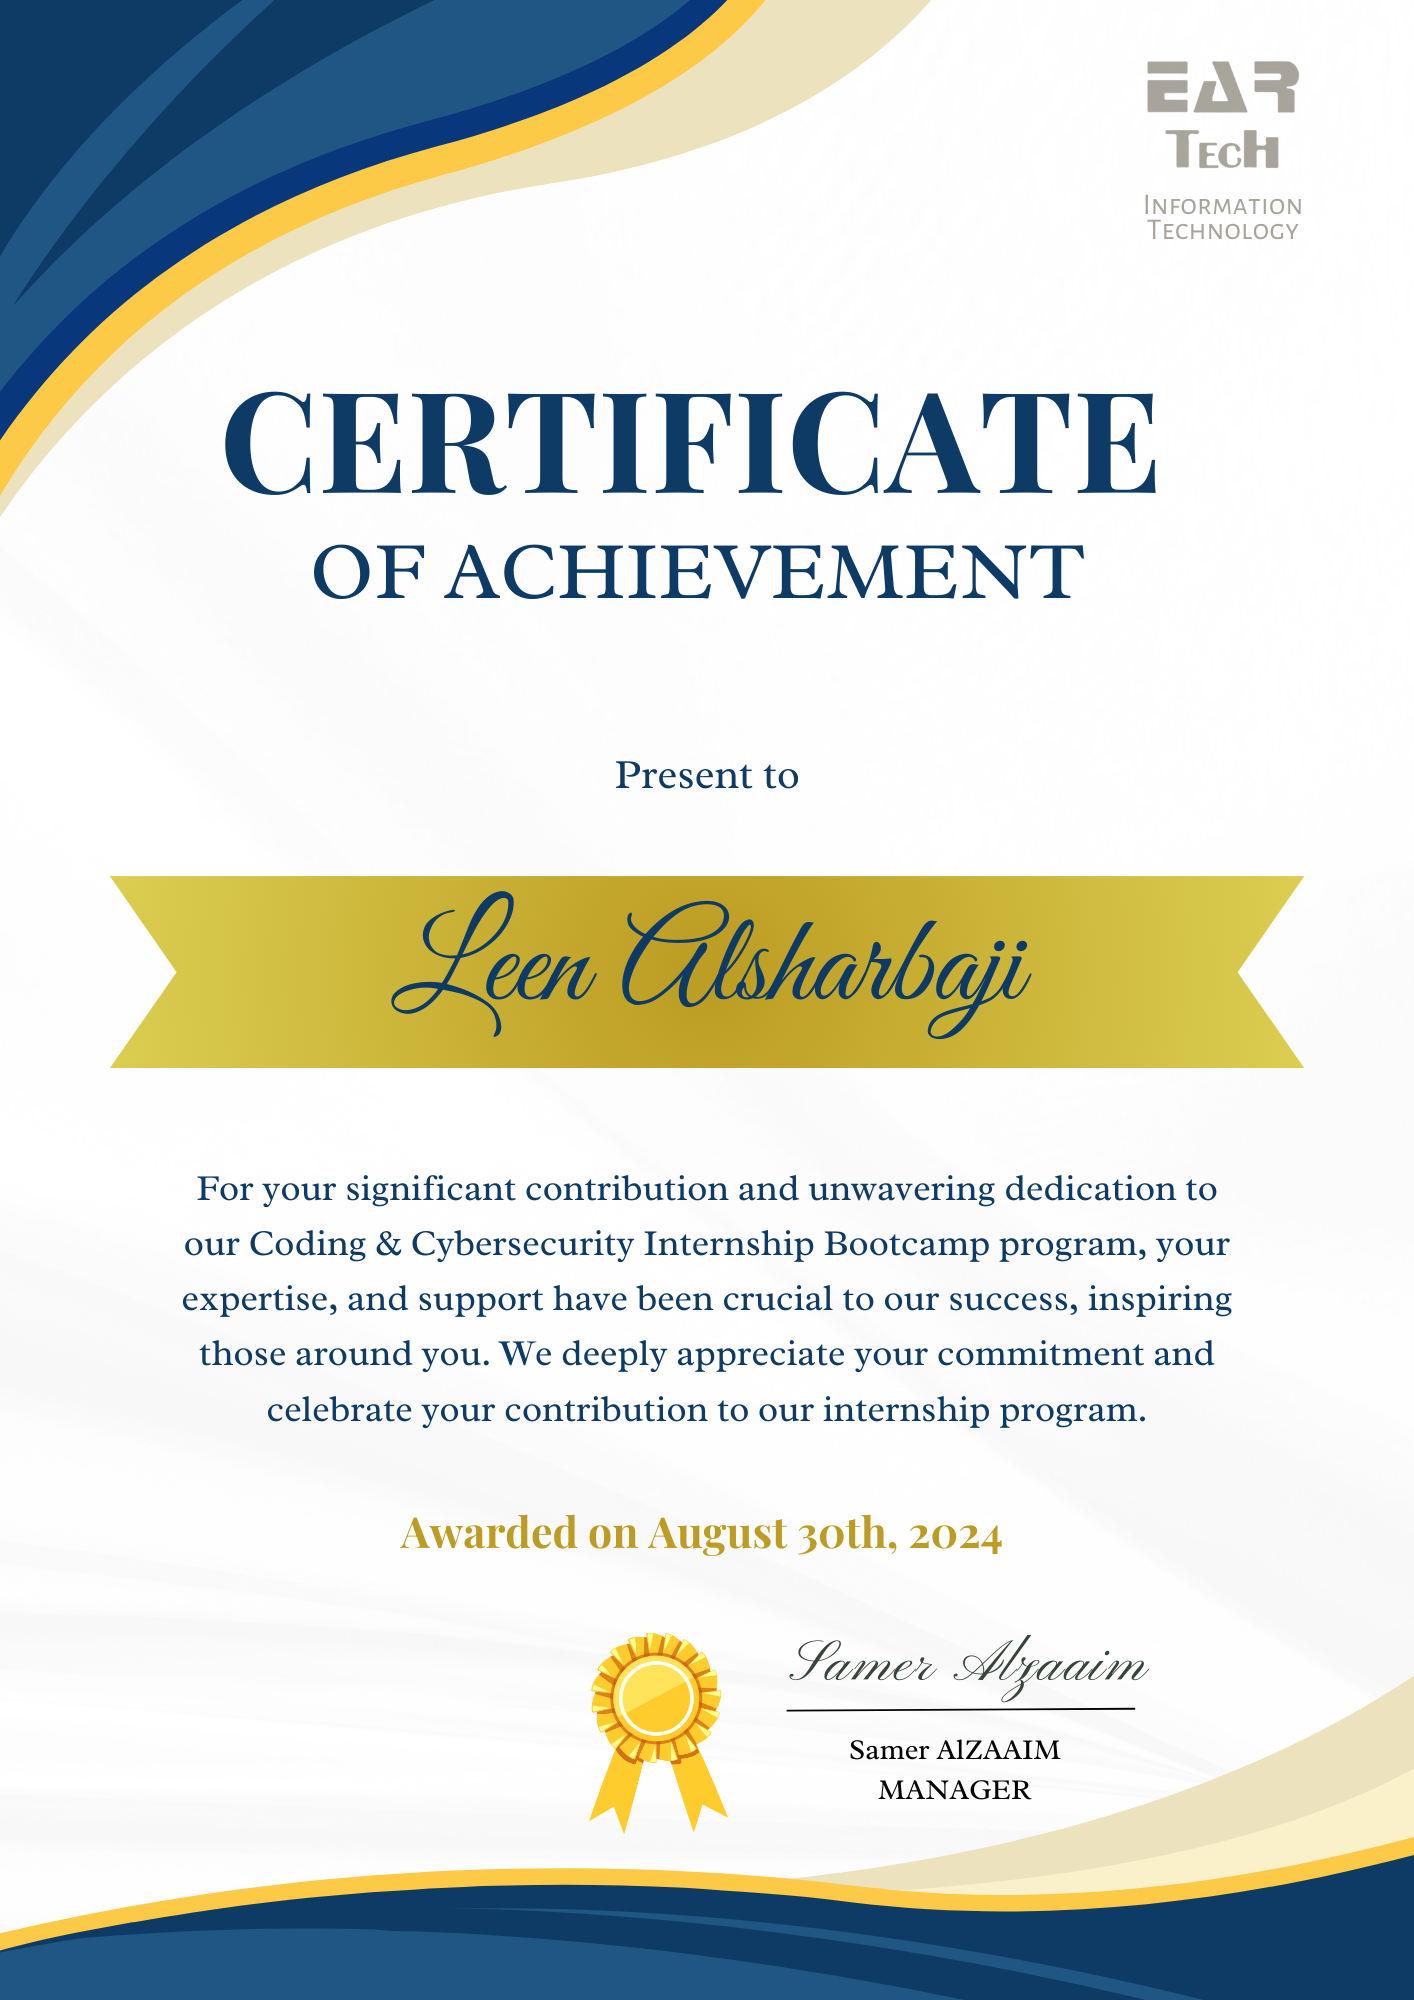 EAR
TECH
INFORMATION
TECHNOLOGY
CERTIFICATE
OF ACHIEVEMENT
Present to
Leen Alsharbaji
For your significant contribution and unwavering dedication to
our Coding & Cybersecurity Internship Bootcamp program, your
expertise, and support have been crucial to our success, inspiring
those around you. We deeply appreciate your commitment and
celebrate your contribution to our internship program.
Awarded on August 30th, 2024
Samer Alzaaim
Samer AlZAAIM
MANAGER